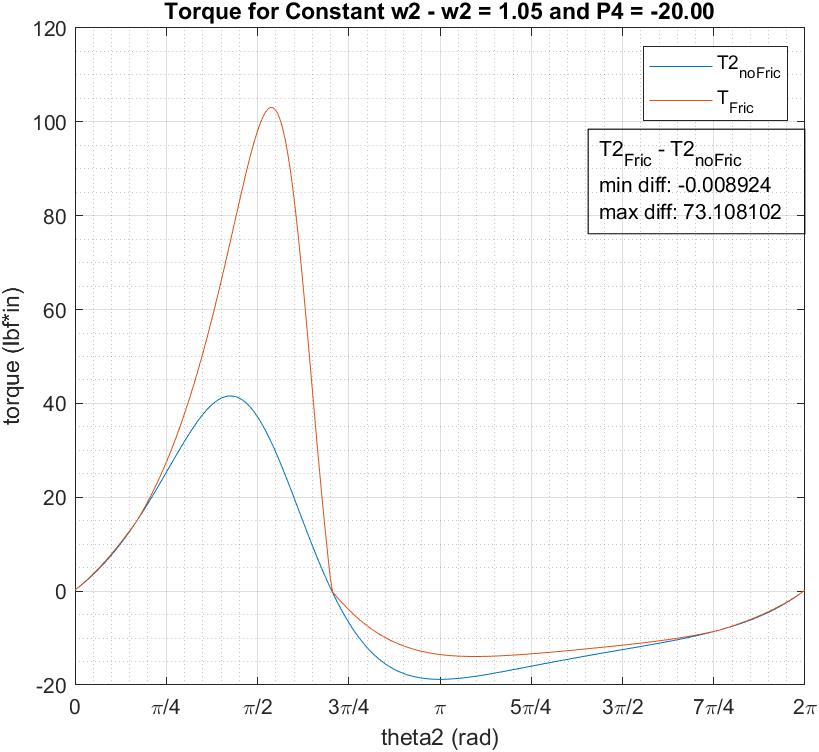 Torque for Constant w2 - w2 = 1.05 and P4 = -20.00
120
100
80
60
40
20
0
-20
torque (lbf*in)
T2noFric
TFric
T2Fric - T2noFric
min diff: -0.008924
max diff: 73.108102
0 π/4 π/2 3π/4 π 5π/4 3π/2 7π/4 2π
theta2 (rad)